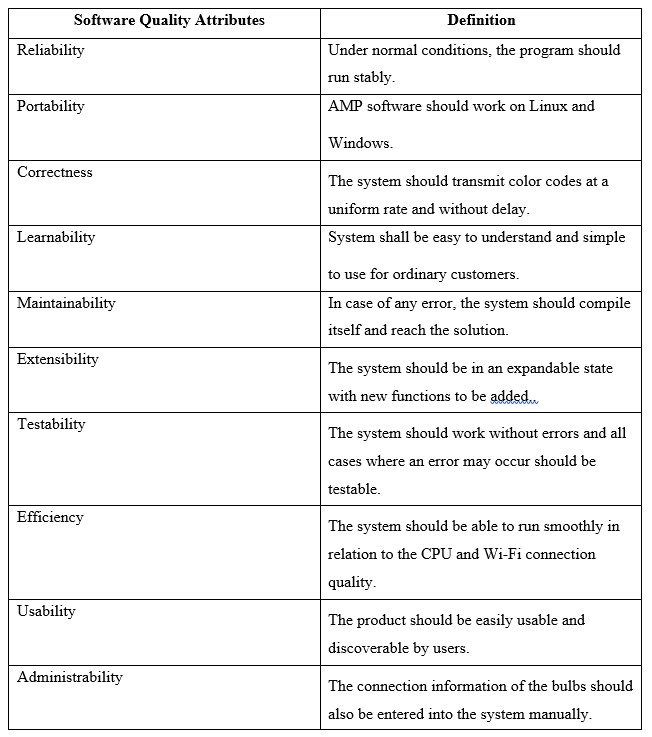 Software Quality Attributes Definition
Reliability Under normal conditions, the program should
run stably.
Portability AMP software should work on Linux and
Windows.
Correctness The system should transmit color codes at a
uniform rate and without delay.
Learnability System shall be easy to understand and simple
to use for ordinary customers.
Maintainability In case of any error, the system should compile
itself and reach the solution.
Extensibility The system should be in an expandable state
with new functions to be added..
Testability The system should work without errors and all
cases where an error may occur should be
testable.
Efficiency The system should be able to run smoothly in
relation to the CPU and Wi-Fi connection
quality.
Usability The product should be easily usable and
discoverable by users.
Administrability The connection information of the bulbs should
also be entered into the system manually.